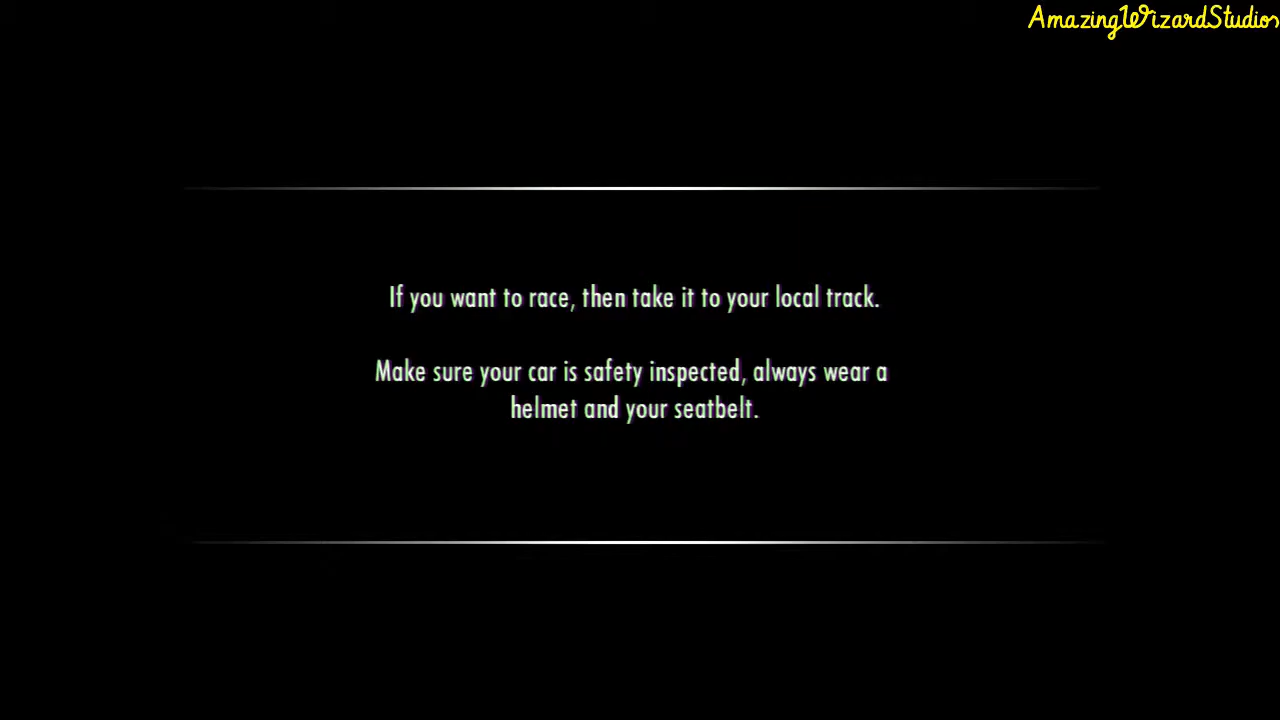 AmazingWizardStudios
If you want to race, then take it to your local track.
Make sure your car is safety inspected, always wear a
helmet and your seatbelt.